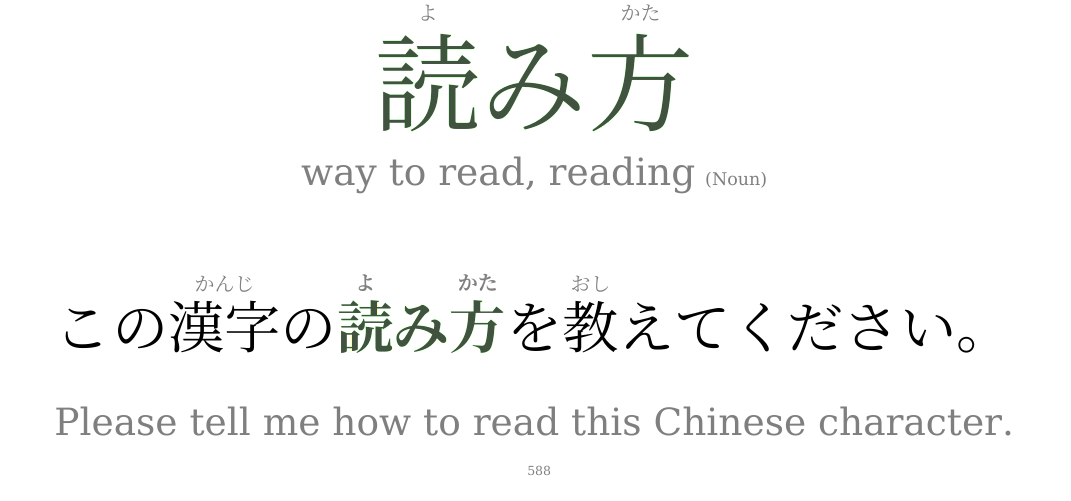 よ かた
読み方
way to read, reading (Noun)
かんじ よ かた おし
この漢字の読み方を教えてください。
Please tell me how to read this Chinese character.
588